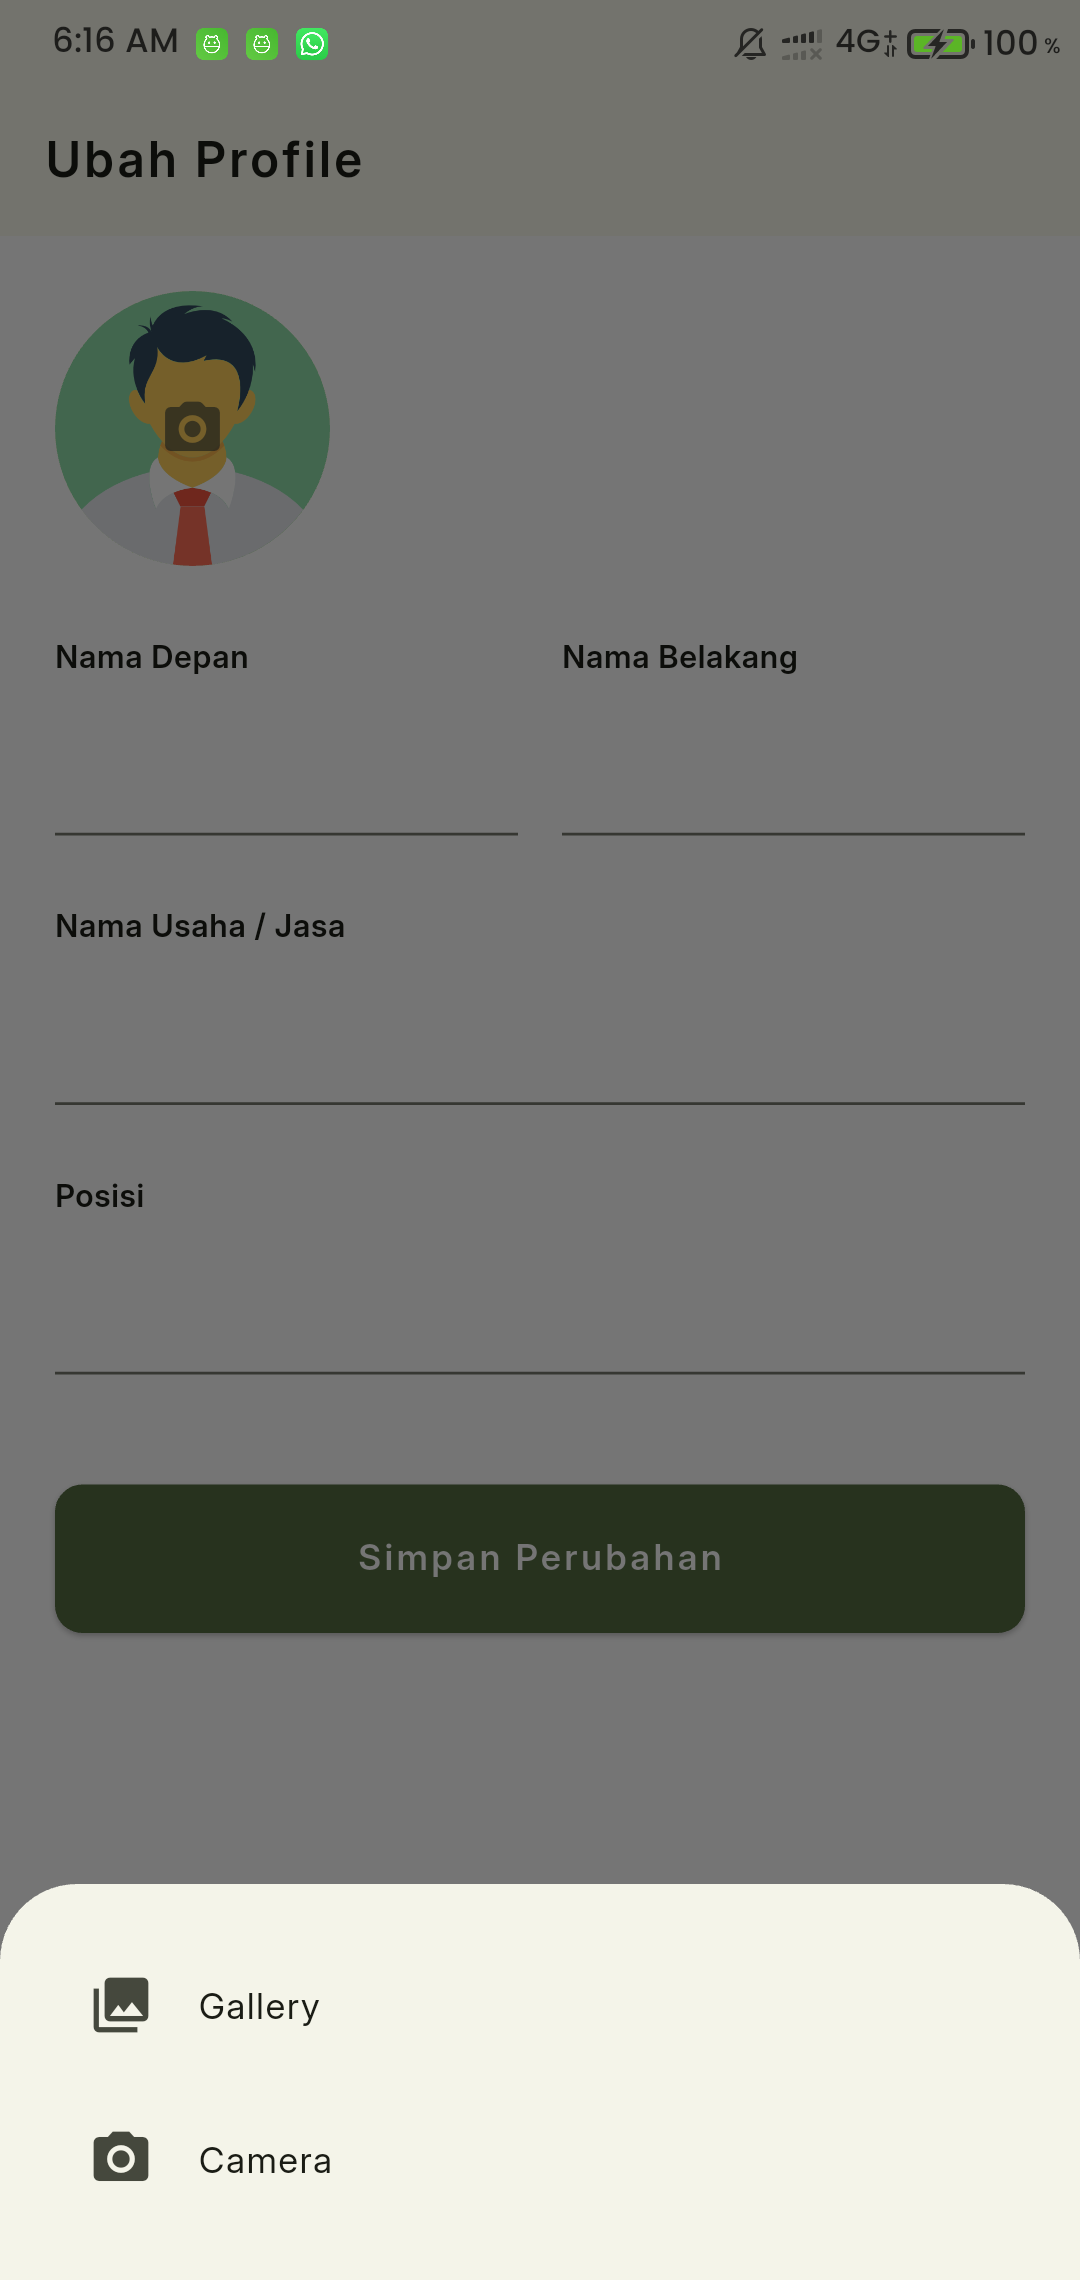 6:16 AM 4G 100 %
Ubah Profile
Nama Depan Nama Belakang
Nama Usaha / Jasa
Posisi
Simpan Perubahan
Gallery
Camera